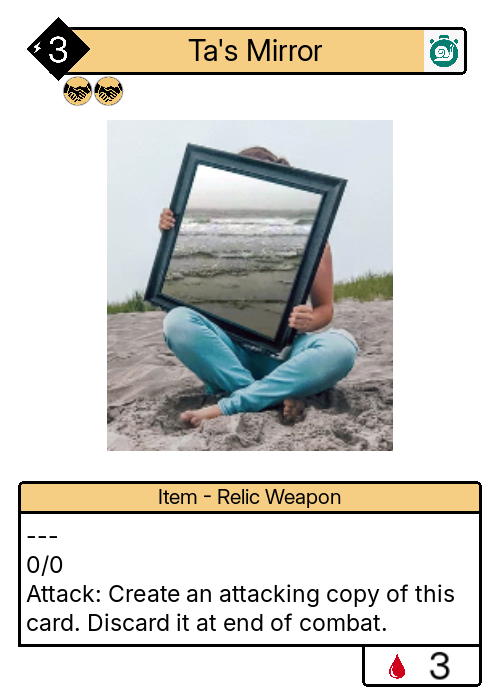 3
Ta's Mirror
Item - Relic Weapon
---
0/0
Attack: Create an attacking copy of this
card. Discard it at end of combat.
3